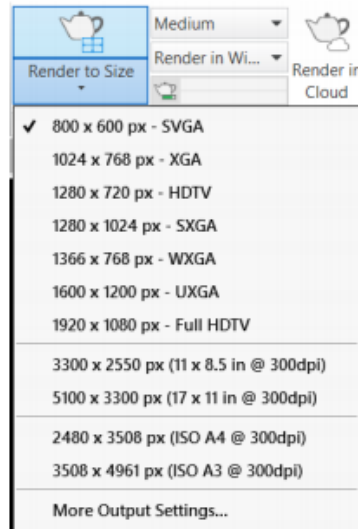 Render to Size
Medium
Render in Wi...
Render in
Cloud
800 x 600 px - SVGA
1024 x 768 px - XGA
1280 x 720 px - HDTV
1280 x 1024 px - SXGA
1366 x 768 px - WXGA
1600 x 1200 px - UXGA
1920 x 1080 px - Full HDTV
3300 x 2550 px (11 x 8.5 in @ 300dpi)
5100 x 3300 px (17 x 11 in @ 300dpi)
2480 x 3508 px (ISO A4 @ 300dpi)
3508 x 4961 px (ISO A3 @ 300dpi)
More Output Settings...